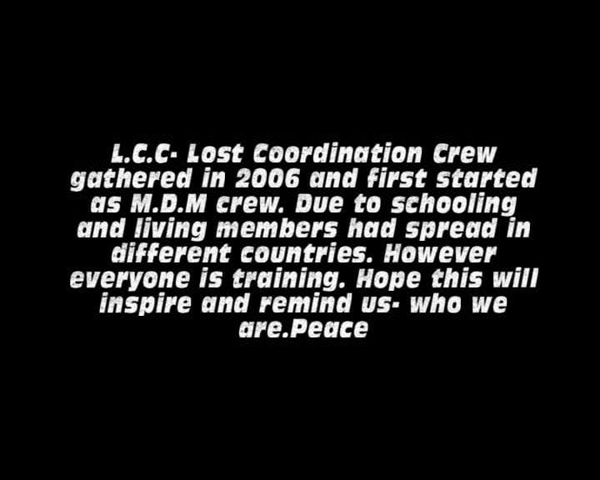 L.C.C- Lost Coordination Crew
gathered in 2006 and first started
as M.D.M crew. Due to schooling
and living members had spread in
different countries. However
everyone is training. Hope this will
inspire and remind us- who we
are.Peace